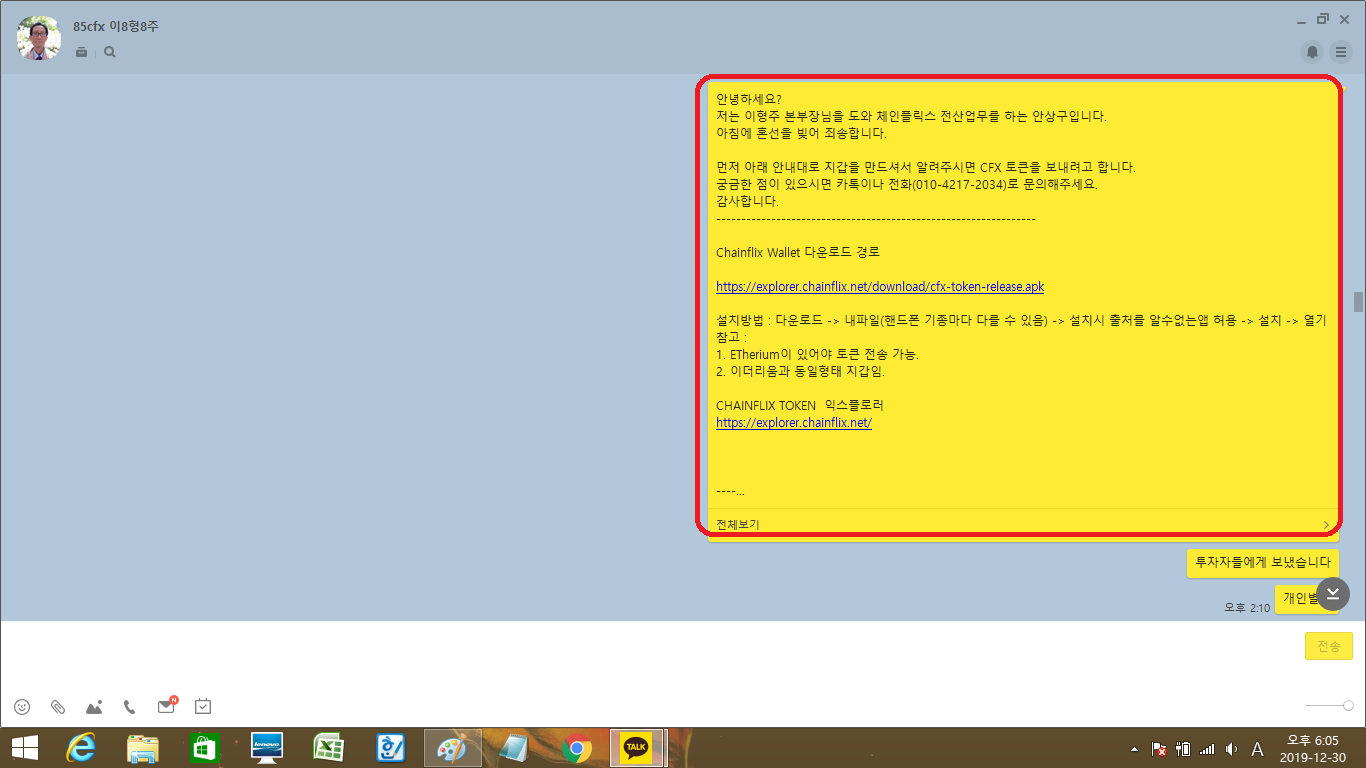 85cfx 이8형8주
안녕하세요?
저는 이형주 본부장님을 도와 체인플릭스 전산업무를 하는 안상구입니다.
아침에 혼선을 빚어 죄송합니다.
먼저 아래 안내대로 지갑을 만드셔서 알려주시면 CFX 토큰을 보내려고 합니다.
궁금한 점이 있으시면 카톡이나 전화(010-4217-2034)로 문의해주세요.
감사합니다.
----------------------------------------------------------------
Chainflix Wallet 다운로드 경로
https://explorer.chainflix.net/download/cfx-token-release.apk
설치방법 : 다운로드 -> 내파일(핸드폰 기종마다 다를 수 있음) -> 설치시 출처를 알수없는앱 허용 -> 설치 -> 열기
참고 :
1. ETherium이 있어야 토큰 전송 가능.
2. 이더리움과 동일형태 지갑임.
CHAINFLIX TOKEN  익스플로러
https://explorer.chainflix.net/
----...
전체보기
투자자들에게 보냈습니다
개인별
오후 2:10
전송
N
lenovo
TALK
A
오후 6:05
2019-12-30